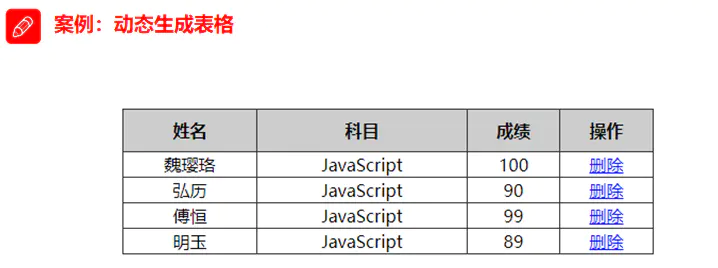 案例：动态生成表格
姓名 科目 成绩 操作
魏璎珞 JavaScript 100 删除
弘历 JavaScript 90 删除
傅恒 JavaScript 99 删除
明玉 JavaScript 89 删除